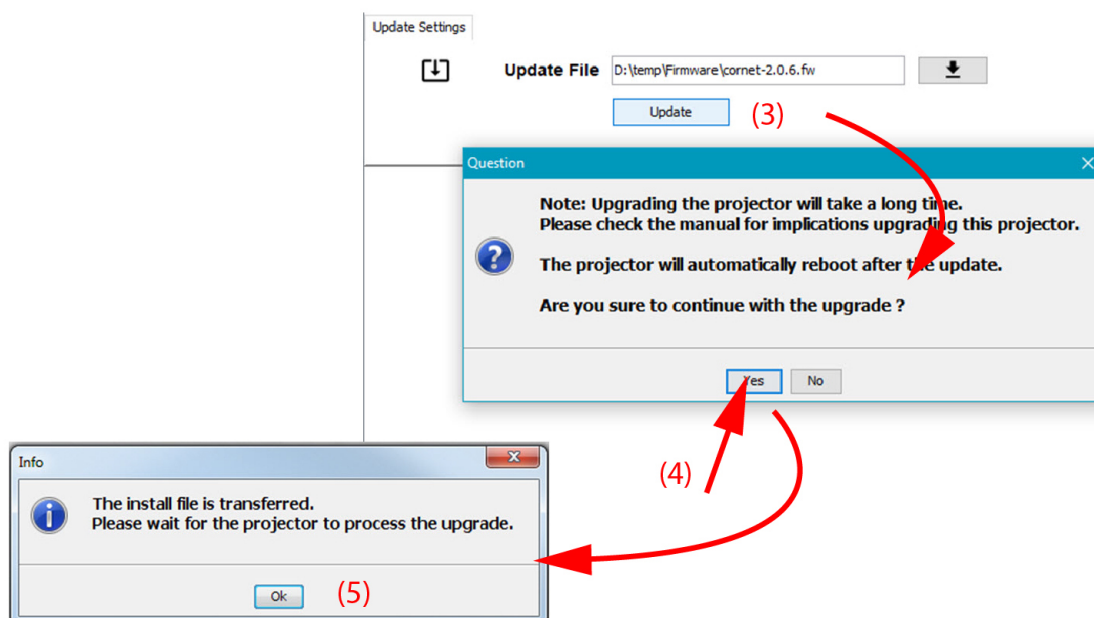 Update Settings
Update File D:\temp\Firmware\cornet-2.0.6.fw
Update (3)
Question
Note: Upgrading the projector will take a long time.
Please check the manual for implications upgrading this projector.
The projector will automatically reboot after the update.
Are you sure to continue with the upgrade ?
Yes No
(4)
Info
The install file is transferred.
Please wait for the projector to process the upgrade.
Ok (5)